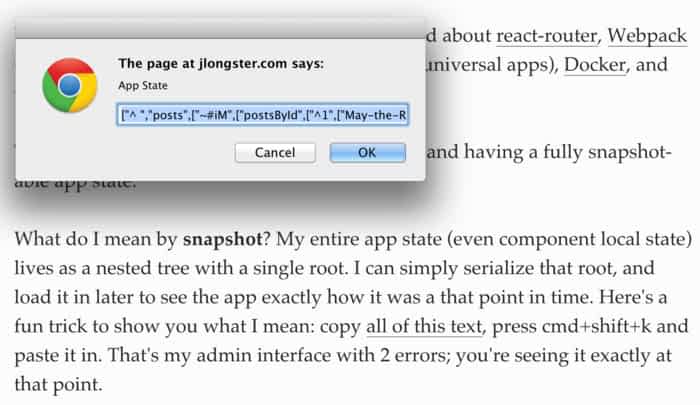 d about react-router, Webpack
The page at jlongster.com says:
universal apps), Docker, and
App State
["^ ","posts",["~#iM",["postsById",["^1",["May-the-R
Cancel
OK
and having a fully snapshot-
able app state.
What do I mean by snapshot? My entire app state (even component local state)
lives as a nested tree with a single root. I can simply serialize that root, and
load it in later to see the app exactly how it was a that point in time. Here's a
fun trick to show you what I mean: copy all of this text, press cmd+shift+k and
paste it in. That's my admin interface with 2 errors; you're seeing it exactly at
that point.